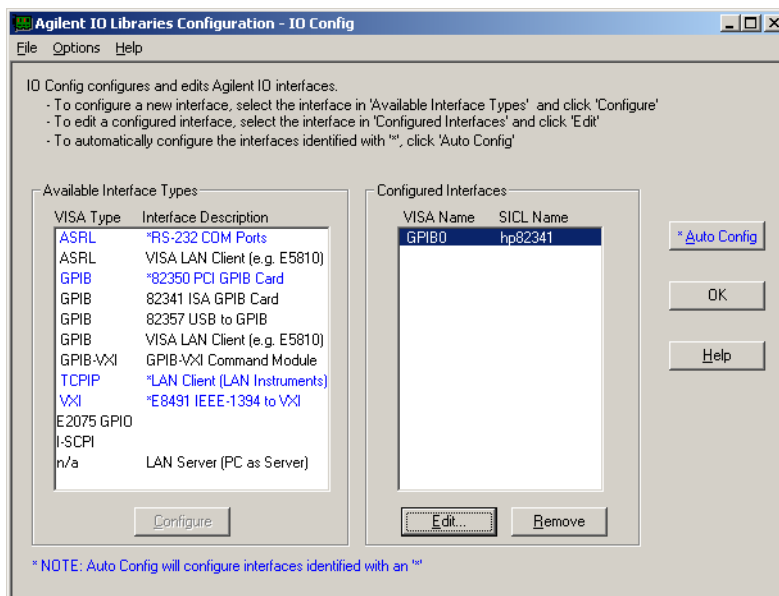 Agilent IO Libraries Configuration - IO Config
File Options Help
IO Config configures and edits Agilent IO interfaces.
- To configure a new interface, select the interface in 'Available Interface Types' and click 'Configure'
- To edit a configured interface, select the interface in 'Configured Interfaces' and click 'Edit'
- To automatically configure the interfaces identified with '*', click 'Auto Config'
Available Interface Types
VISA Type Interface Description
ASRL *RS-232 COM Ports
ASRL VISA LAN Client (e.g. E5810)
GPIB *82350 PCI GPIB Card
GPIB 82341 ISA GPIB Card
GPIB 82357 USB to GPIB
GPIB VISA LAN Client (e.g. E5810)
GPIB-VXI GPIB-VXI Command Module
TCPIP *LAN Client (LAN Instruments)
VXI *E8491 IEEE-1394 to VXI
E2075 GPIO
I-SCPI
n/a LAN Server (PC as Server)
Configure
Configured Interfaces
VISA Name SICL Name
GPIB0 hp82341
Edit... Remove
* Auto Config
OK
Help
* NOTE: Auto Config will configure interfaces identified with an '*'